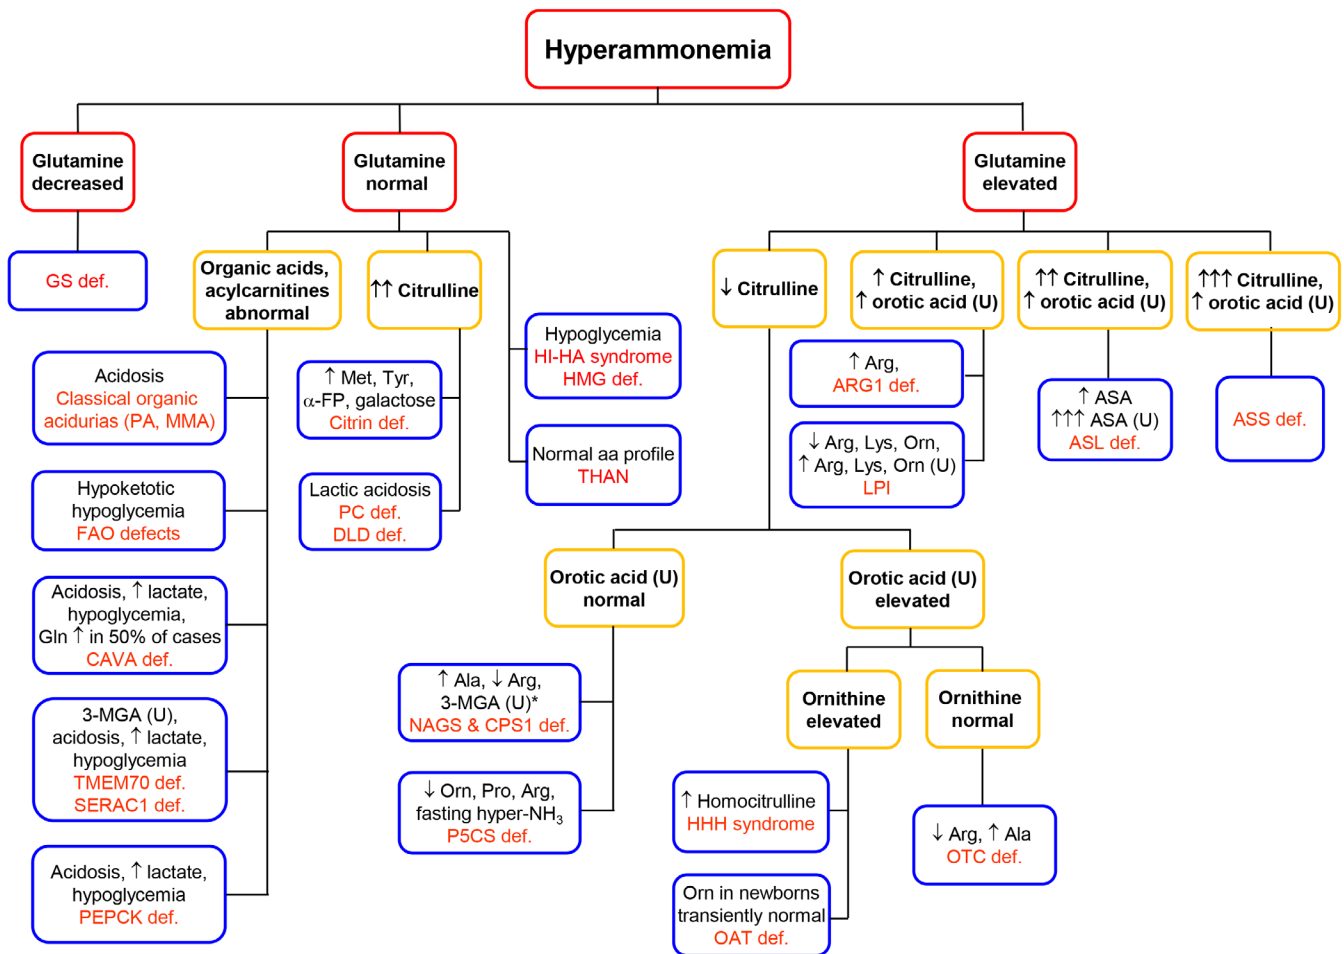 Hyperammonemia
Glutamine
decreased
Glutamine
normal
Glutamine
elevated
GS def.
Organic acids,
acylcarnitines
abnormal
↑↑ Citrulline
↓ Citrulline
↑ Citrulline,
↑ orotic acid (U)
↑↑ Citrulline,
↑ orotic acid (U)
↑↑↑ Citrulline,
↑ orotic acid (U)
Acidosis
Classical organic
acidurias (PA, MMA)
Hypoketotic
hypoglycemia
FAO defects
Acidosis, ↑ lactate,
hypoglycemia,
Gln ↑ in 50% of cases
CAVA def.
3-MGA (U),
acidosis, ↑ lactate,
hypoglycemia
TMEM70 def.
SERAC1 def.
Acidosis, ↑ lactate,
hypoglycemia
PEPCK def.
↑ Met, Tyr,
α-FP, galactose
Citrin def.
Lactic acidosis
PC def.
DLD def.
Hypoglycemia
HI-HA syndrome
HMG def.
Normal aa profile
THAN
↑ Arg,
ARG1 def.
↓ Arg, Lys, Orn,
↑ Arg, Lys, Orn (U)
LPI
↑ ASA
↑↑↑ ASA (U)
ASL def.
ASS def.
Orotic acid (U)
normal
Orotic acid (U)
elevated
↑ Ala, ↓ Arg,
3-MGA (U)*
NAGS & CPS1 def.
↓ Orn, Pro, Arg,
fasting hyper-NH₃
P5CS def.
Ornithine
elevated
Ornithine
normal
↑ Homocitrulline
HHH syndrome
Orn in newborns
transiently normal
OAT def.
↓ Arg, ↑ Ala
OTC def.